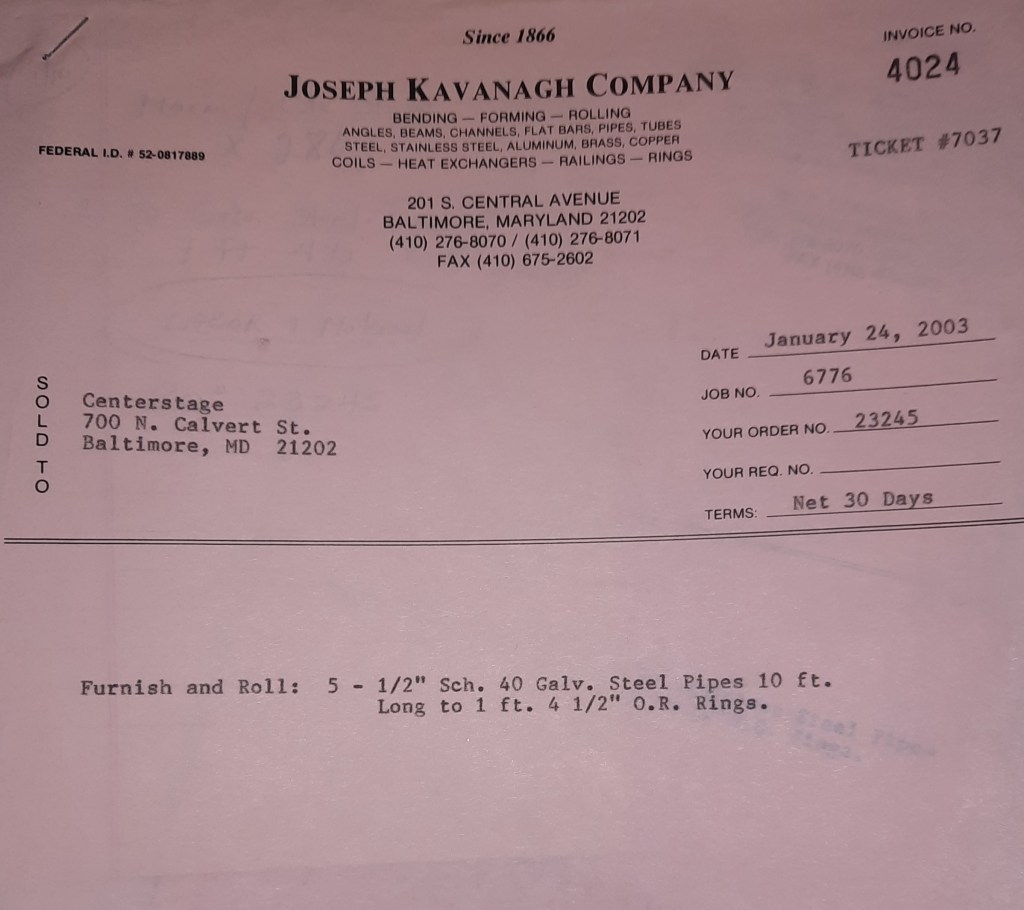 Since 1866
INVOICE NO.
4024
JOSEPH KAVANAGH COMPANY
BENDING — FORMING — ROLLING
ANGLES, BEAMS, CHANNELS, FLAT BARS, PIPES, TUBES
STEEL, STAINLESS STEEL, ALUMINUM, BRASS, COPPER
COILS — HEAT EXCHANGERS — RAILINGS — RINGS
FEDERAL I.D. # 52-0817889
TICKET #7037
201 S. CENTRAL AVENUE
BALTIMORE, MARYLAND 21202
(410) 276-8070 / (410) 276-8071
FAX (410) 675-2602
DATE January 24, 2003
JOB NO. 6776
YOUR ORDER NO. 23245
YOUR REQ. NO.
TERMS: Net 30 Days
SOLD TO
Centerstage
700 N. Calvert St.
Baltimore, MD 21202
Furnish and Roll: 5 - 1/2" Sch. 40 Galv. Steel Pipes 10 ft.
Long to 1 ft. 4 1/2" O.R. Rings.